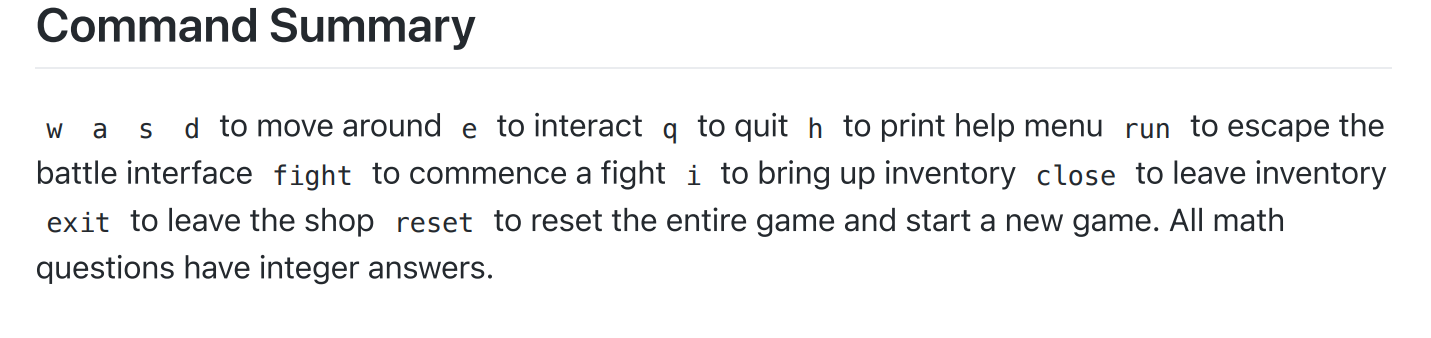 Command Summary
w a s d to move around e to interact q to quit h to print help menu run to escape the
battle interface fight to commence a fight i to bring up inventory close to leave inventory
exit to leave the shop reset to reset the entire game and start a new game. All math
questions have integer answers.